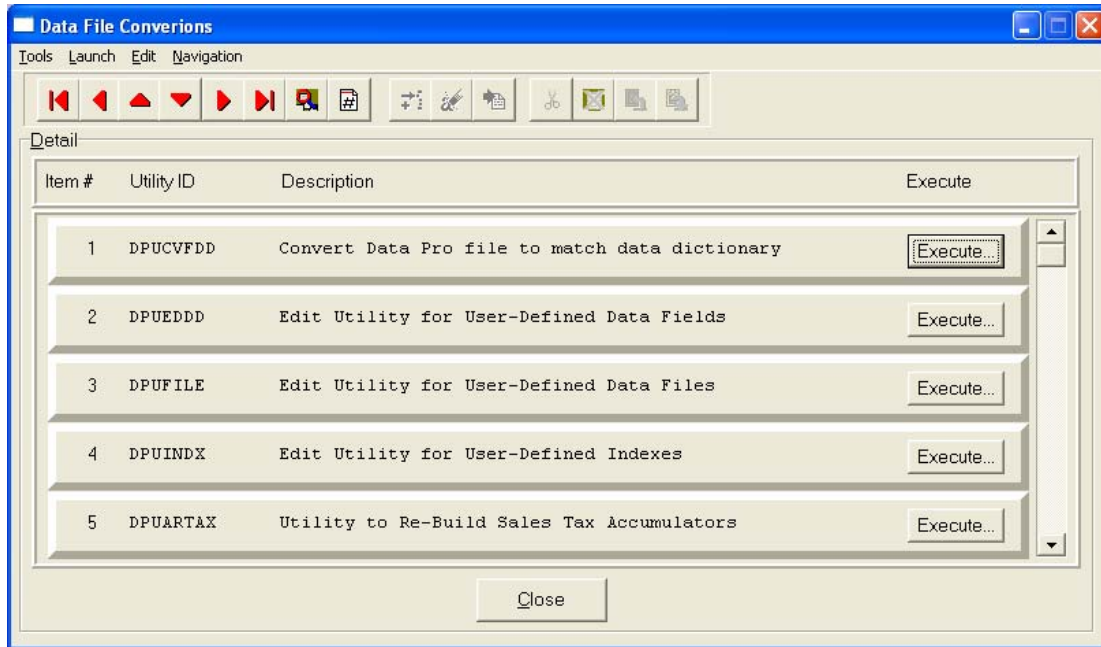 Data File Converions
Tools Launch Edit Navigation
Detail
Item # Utility ID Description Execute
1 DPUCVFDD Convert Data Pro file to match data dictionary Execute...
2 DPUEDDD Edit Utility for User-Defined Data Fields Execute...
3 DPUFILE Edit Utility for User-Defined Data Files Execute...
4 DPUINDX Edit Utility for User-Defined Indexes Execute...
5 DPUARTAX Utility to Re-Build Sales Tax Accumulators Execute...
Close